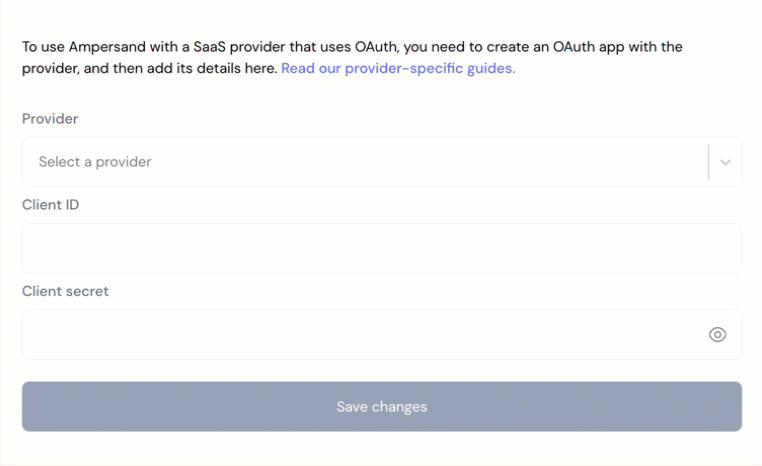 To use Ampersand with a SaaS provider that uses OAuth, you need to create an OAuth app with the
provider, and then add its details here. Read our provider-specific guides.
Provider
Select a provider
Client ID
Client secret
Save changes